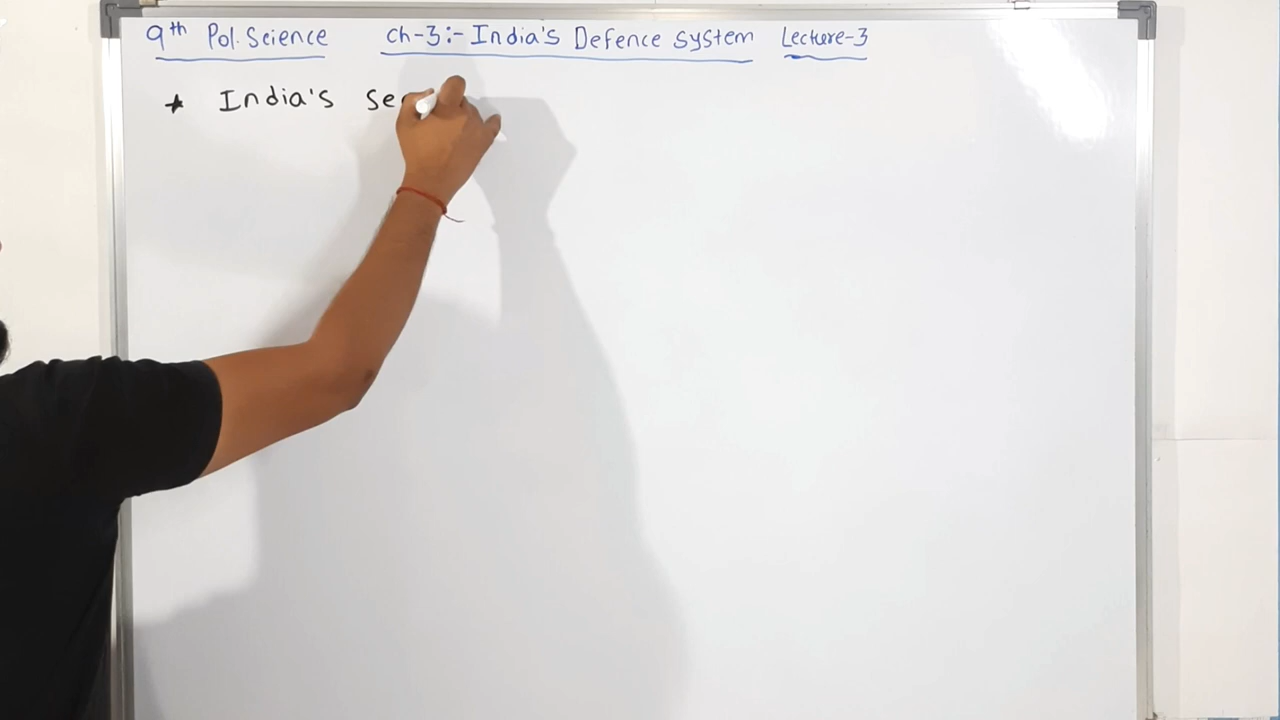 9th Pol. Science Ch-3:- India's Defence system Lecture-3
* India's